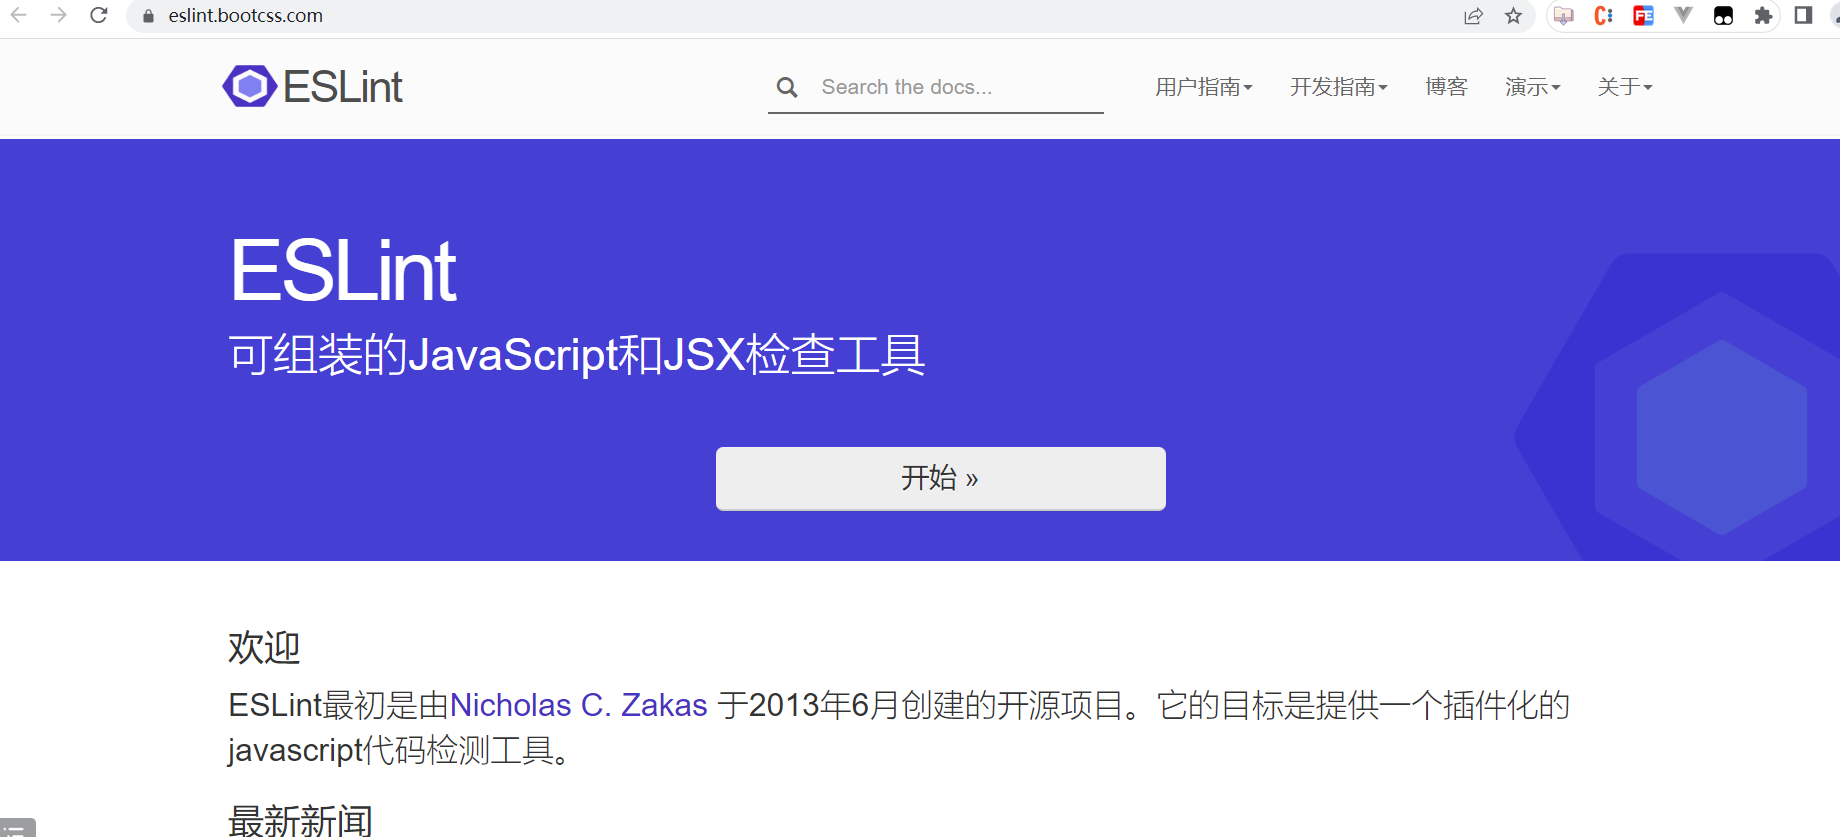 eslint.bootcss.com
ESLint
Search the docs...
用户指南
开发指南
博客
演示
关于
ESLint
可组装的JavaScript和JSX检查工具
开始 »
欢迎
ESLint最初是由Nicholas C. Zakas 于2013年6月创建的开源项目。它的目标是提供一个插件化的
javascript代码检测工具。
最新新闻